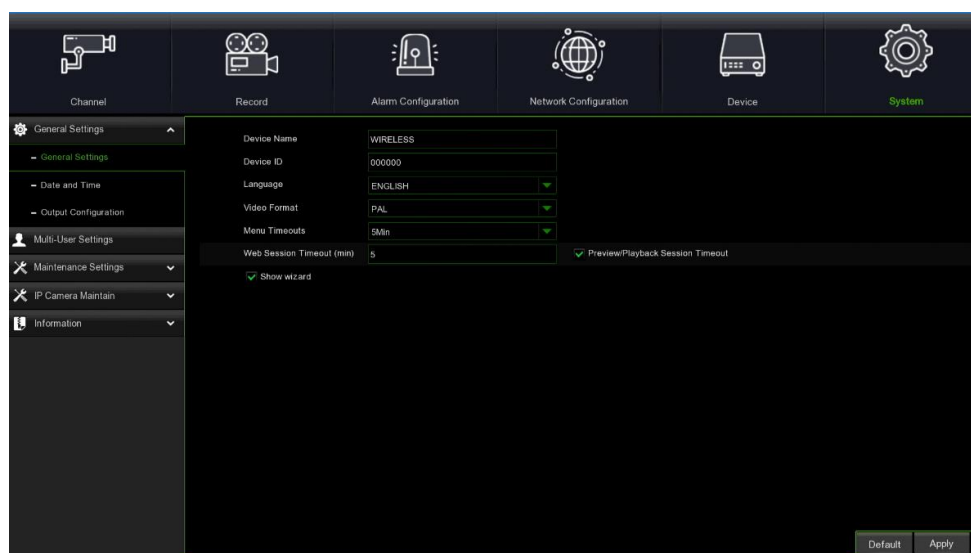 Channel
Record
Alarm Configuration
Network Configuration
Device
System
General Settings
General Settings
Date and Time
Output Configuration
Multi-User Settings
Maintenance Settings
IP Camera Maintain
Information
Device Name WIRELESS
Device ID 000000
Language ENGLISH
Video Format PAL
Menu Timeouts 5Min
Web Session Timeout (min) 5 Preview/Playback Session Timeout
Show wizard
Default Apply